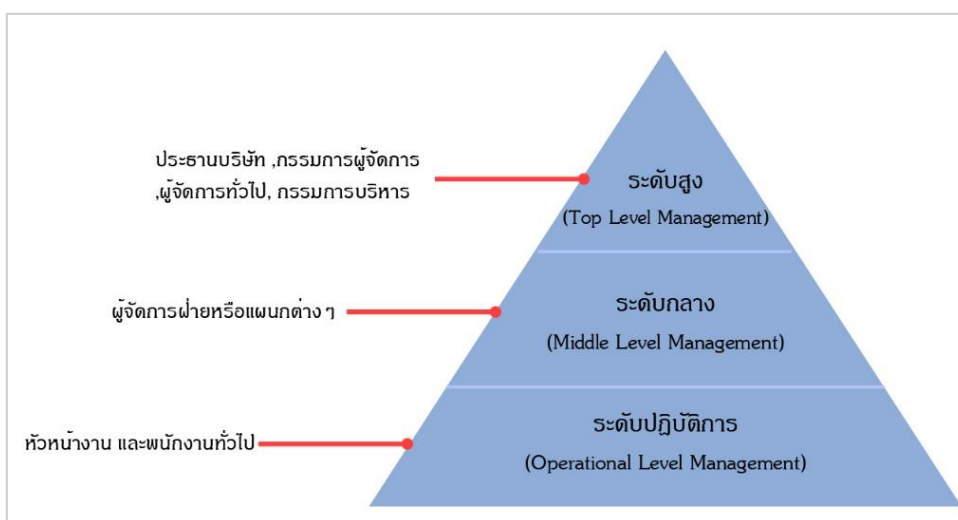 ประธานบริษัท ,กรรมการผู้จัดการ
,ผู้จัดการทั่วไป, กรรมการบริหาร
ระดับสูง
(Top Level Management)
ผู้จัดการฝ่ายหรือแผนกต่างๆ
ระดับกลาง
(Middle Level Management)
หัวหน้างาน และพนักงานทั่วไป
ระดับปฏิบัติการ
(Operational Level Management)